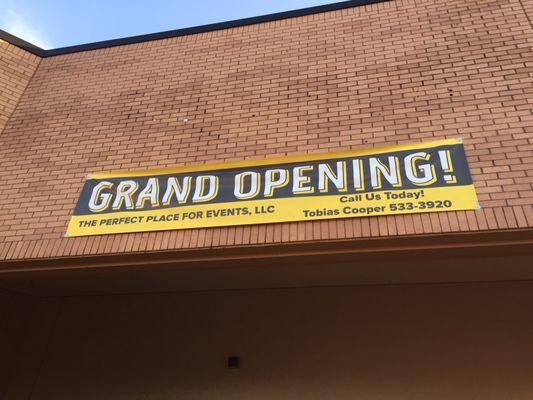 GRAND OPENING!
THE PERFECT PLACE FOR EVENTS, LLC
Call Us Today!
Tobias Cooper 533-3920